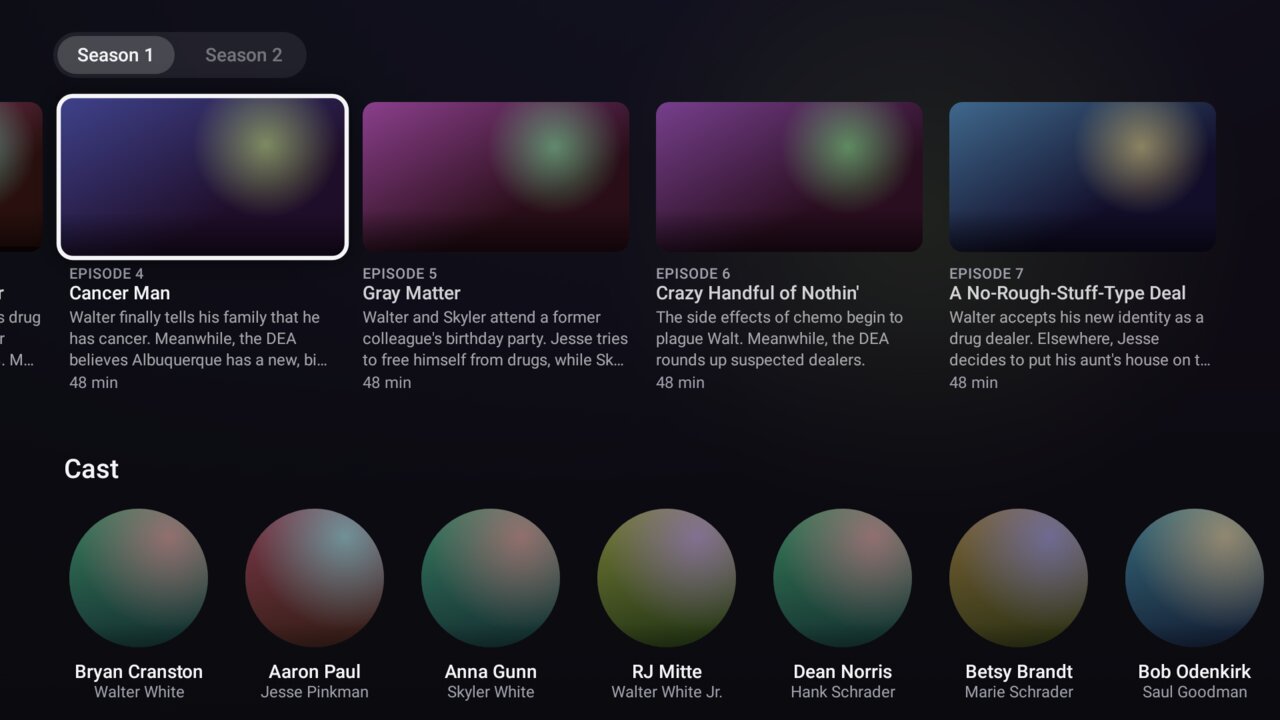 Season 1
Season 2
r
s drug
r
. M...
EPISODE 4
Cancer Man
Walter finally tells his family that he
has cancer. Meanwhile, the DEA
believes Albuquerque has a new, bi...
48 min
EPISODE 5
Gray Matter
Walter and Skyler attend a former
colleague's birthday party. Jesse tries
to free himself from drugs, while Sk...
48 min
EPISODE 6
Crazy Handful of Nothin'
The side effects of chemo begin to
plague Walt. Meanwhile, the DEA
rounds up suspected dealers.
48 min
EPISODE 7
A No-Rough-Stuff-Type Deal
Walter accepts his new identity as a
drug dealer. Elsewhere, Jesse
decides to put his aunt's house on t...
48 min
Cast
Bryan Cranston
Walter White
Aaron Paul
Jesse Pinkman
Anna Gunn
Skyler White
RJ Mitte
Walter White Jr.
Dean Norris
Hank Schrader
Betsy Brandt
Marie Schrader
Bob Odenkirk
Saul Goodman